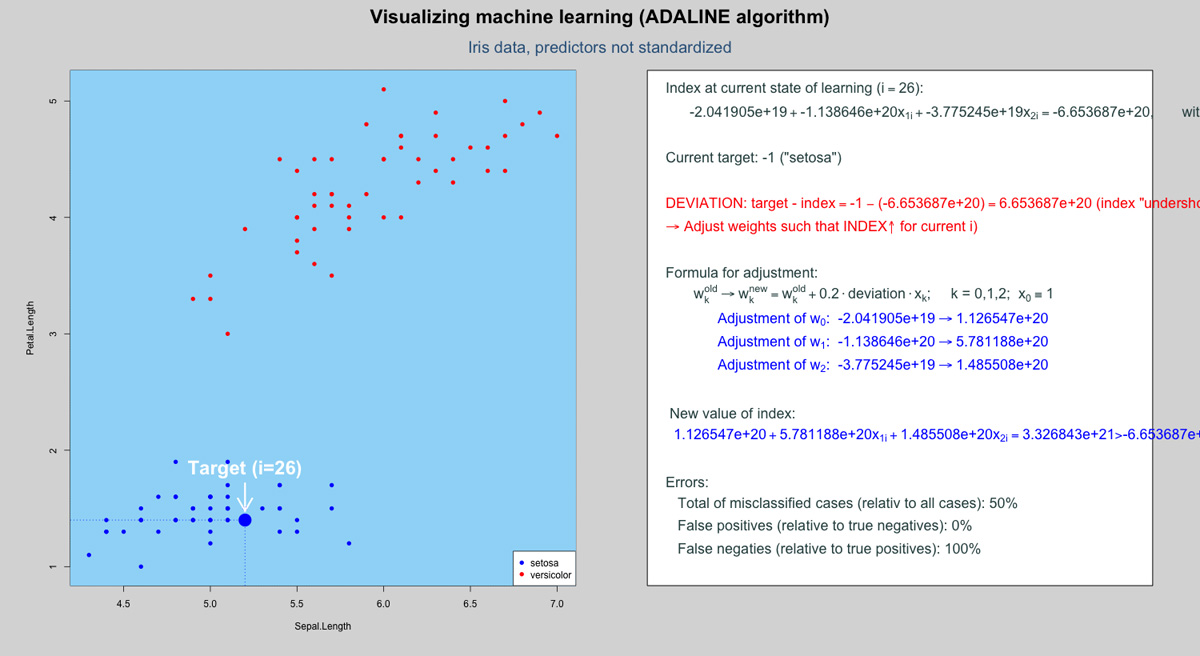 Visualizing machine learning (ADALINE algorithm)
Iris data, predictors not standardized
5
4
3
2
1
Petal.Length
Target (i=26)
setosa
versicolor
4.5 5.0 5.5 6.0 6.5 7.0
Sepal.Length
Index at current state of learning (i = 26):
-2.041905e+19 + -1.138646e+20x₁ᵢ + -3.775245e+19x₂ᵢ = -6.653687e+20, wit
Current target: -1 ("setosa")
DEVIATION: target - index = -1 − (-6.653687e+20) = 6.653687e+20 (index "undersho
→ Adjust weights such that INDEX↑ for current i)
Formula for adjustment:
w_k^old → w_k^new = w_k^old + 0.2 · deviation · x_k; k = 0,1,2; x₀ ≡ 1
Adjustment of w₀: -2.041905e+19 → 1.126547e+20
Adjustment of w₁: -1.138646e+20 → 5.781188e+20
Adjustment of w₂: -3.775245e+19 → 1.485508e+20
New value of index:
1.126547e+20 + 5.781188e+20x₁ᵢ + 1.485508e+20x₂ᵢ = 3.326843e+21>-6.653687e+
Errors:
Total of misclassified cases (relativ to all cases): 50%
False positives (relative to true negatives): 0%
False negaties (relative to true positives): 100%